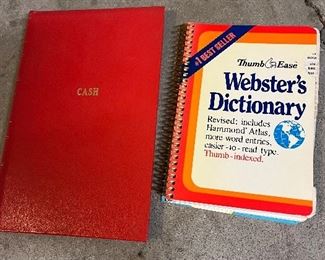 CASH
#1 BEST SELLER
Thumb Ease
Webster's
Dictionary
Revised; includes
Hammond Atlas,
more word entries,
easier-to-read type.
Thumb-indexed.